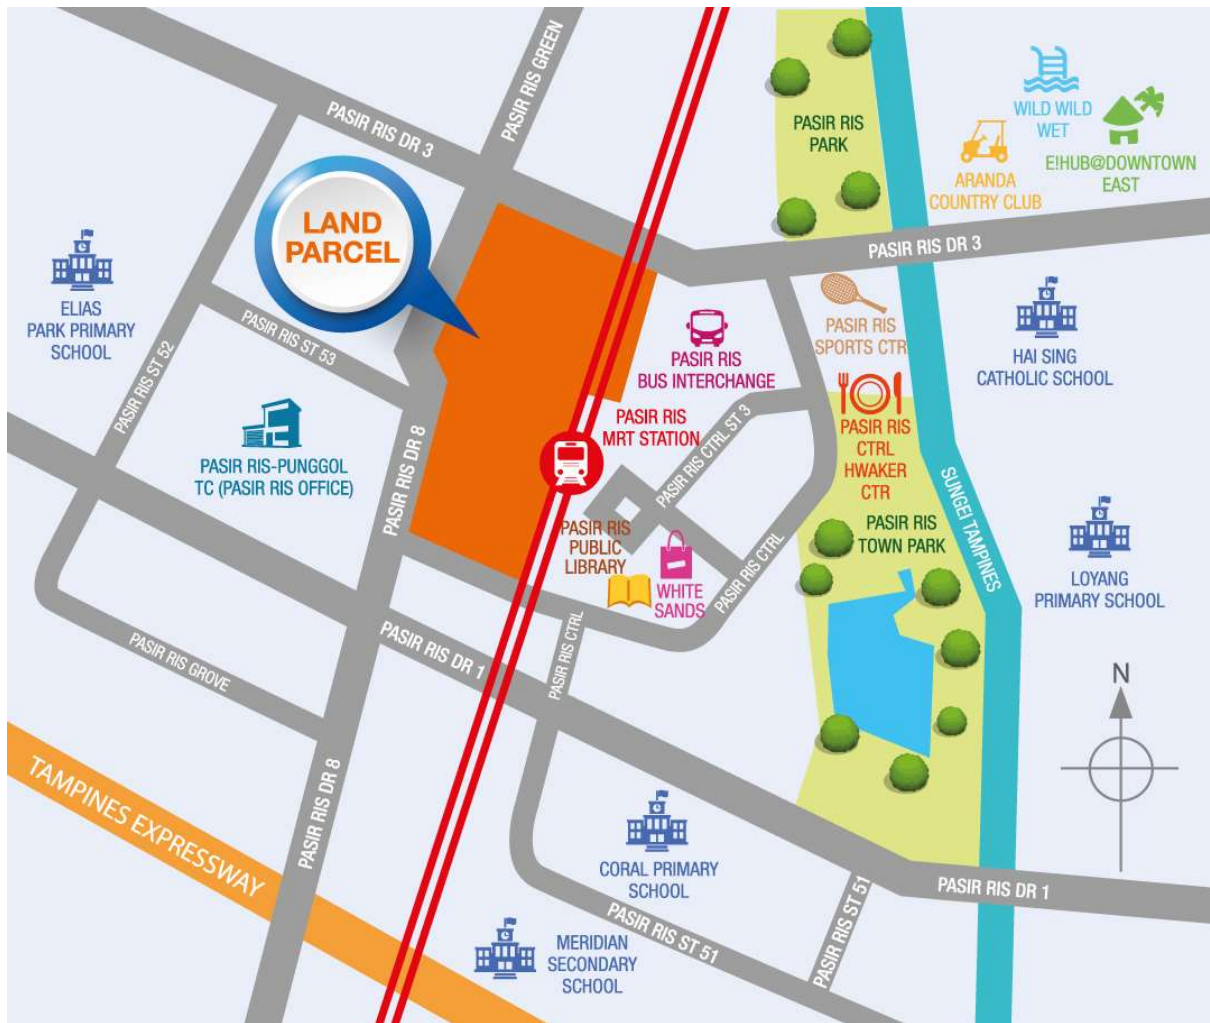 PASIR RIS GREEN
PASIR RIS DR 3
PASIR RIS
PARK
WILD WILD
WET
E!HUB@DOWNTOWN
EAST
ARANDA
COUNTRY CLUB
LAND
PARCEL
PASIR RIS DR 3
ELIAS
PARK PRIMARY
SCHOOL
PASIR RIS ST 52
PASIR RIS ST 53
PASIR RIS
BUS INTERCHANGE
PASIR RIS
SPORTS CTR
HAI SING
CATHOLIC SCHOOL
PASIR RIS
MRT STATION
PASIR RIS CTRL ST 3
PASIR RIS
CTRL
HWAKER
CTR
PASIR RIS-PUNGGOL
TC (PASIR RIS OFFICE)
PASIR RIS DR 8
SUNGEI TAMPINES
PASIR RIS
TOWN PARK
PASIR RIS
PUBLIC
LIBRARY
WHITE
SANDS
PASIR RIS CTRL
LOYANG
PRIMARY SCHOOL
PASIR RIS GROVE
PASIR RIS DR 1
PASIR RIS CTRL
N
TAMPINES EXPRESSWAY
PASIR RIS DR 8
CORAL PRIMARY
SCHOOL
PASIR RIS DR 1
PASIR RIS ST 51
PASIR RIS ST 51
MERIDIAN
SECONDARY
SCHOOL